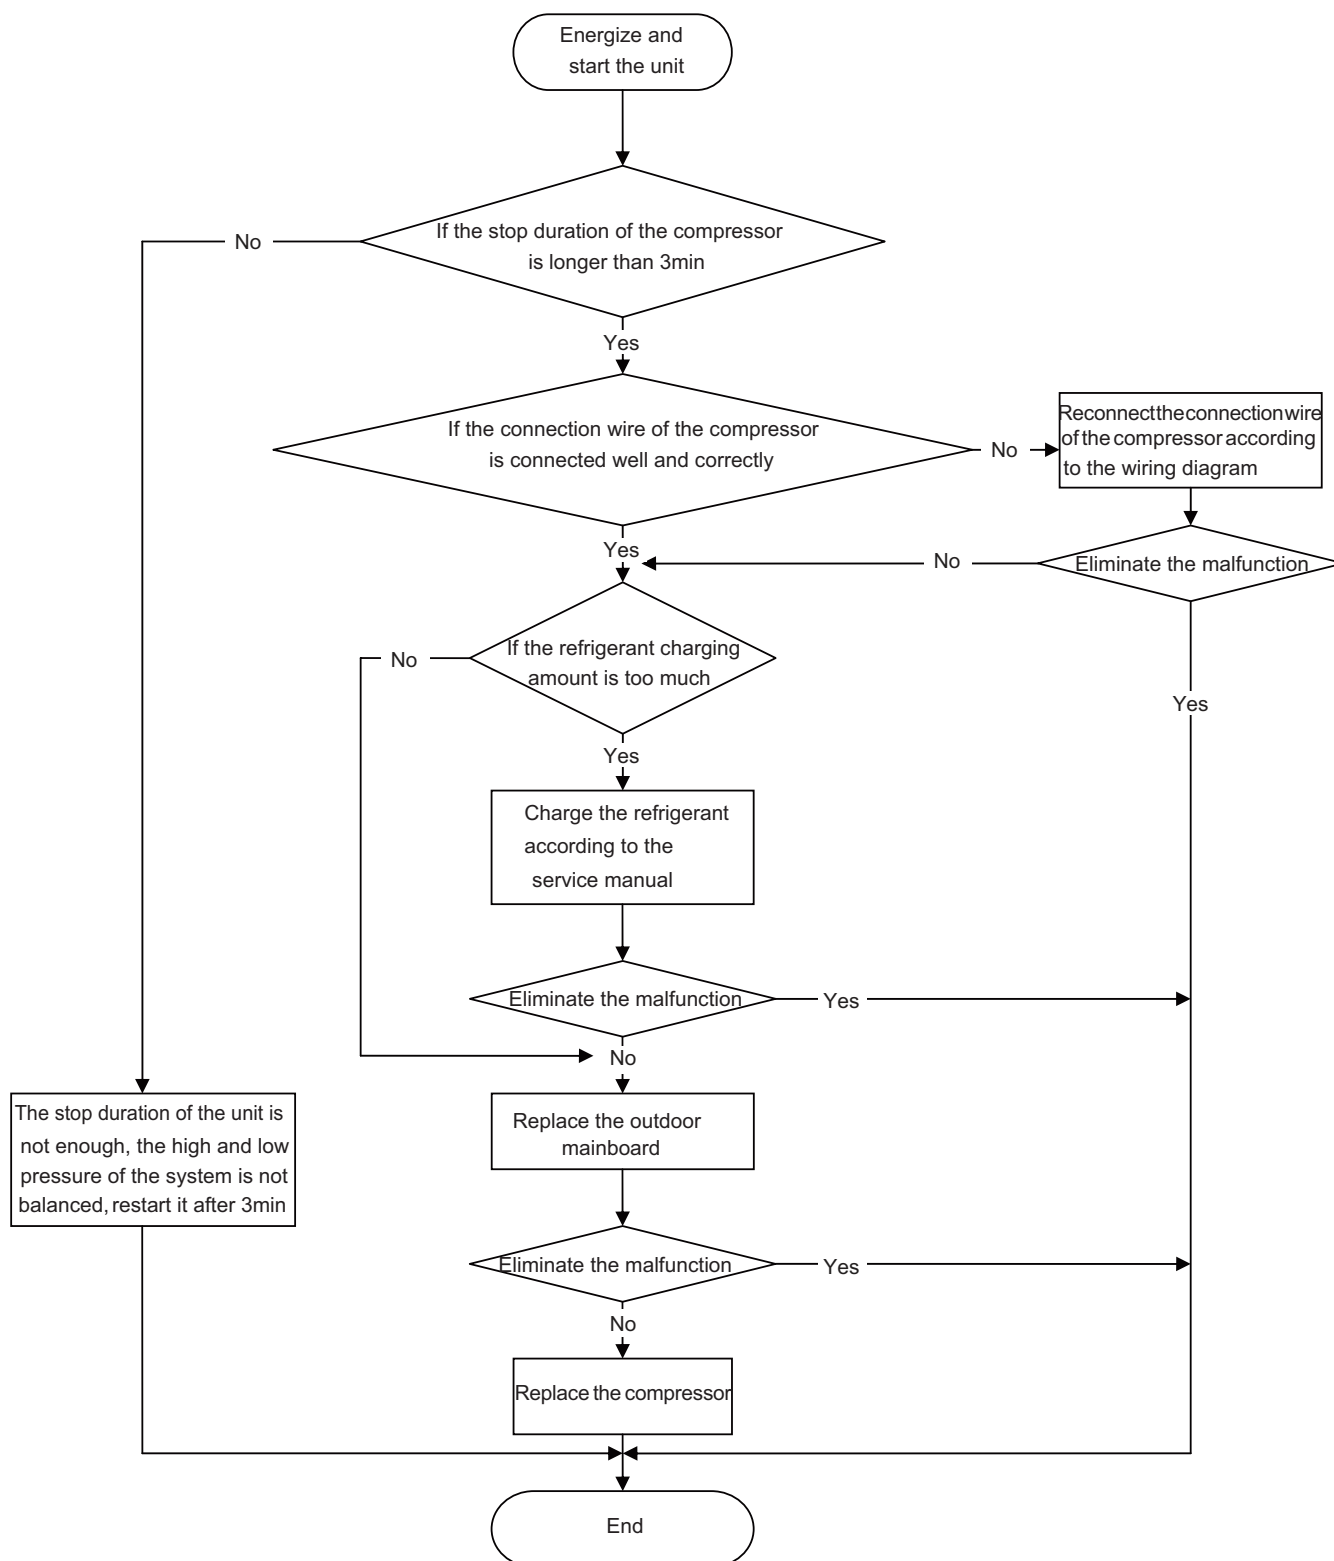 Energize and
start the unit
If the stop duration of the compressor
is longer than 3min
No
Yes
If the connection wire of the compressor
is connected well and correctly
No
Reconnect the connection wire
of the compressor according
to the wiring diagram
Yes
No
Eliminate the malfunction
If the refrigerant charging
amount is too much
No
Yes
Yes
Charge the refrigerant
according to the
service manual
Eliminate the malfunction
Yes
No
The stop duration of the unit is
not enough, the high and low
pressure of the system is not
balanced, restart it after 3min
Replace the outdoor
mainboard
Eliminate the malfunction
Yes
No
Replace the compressor
End